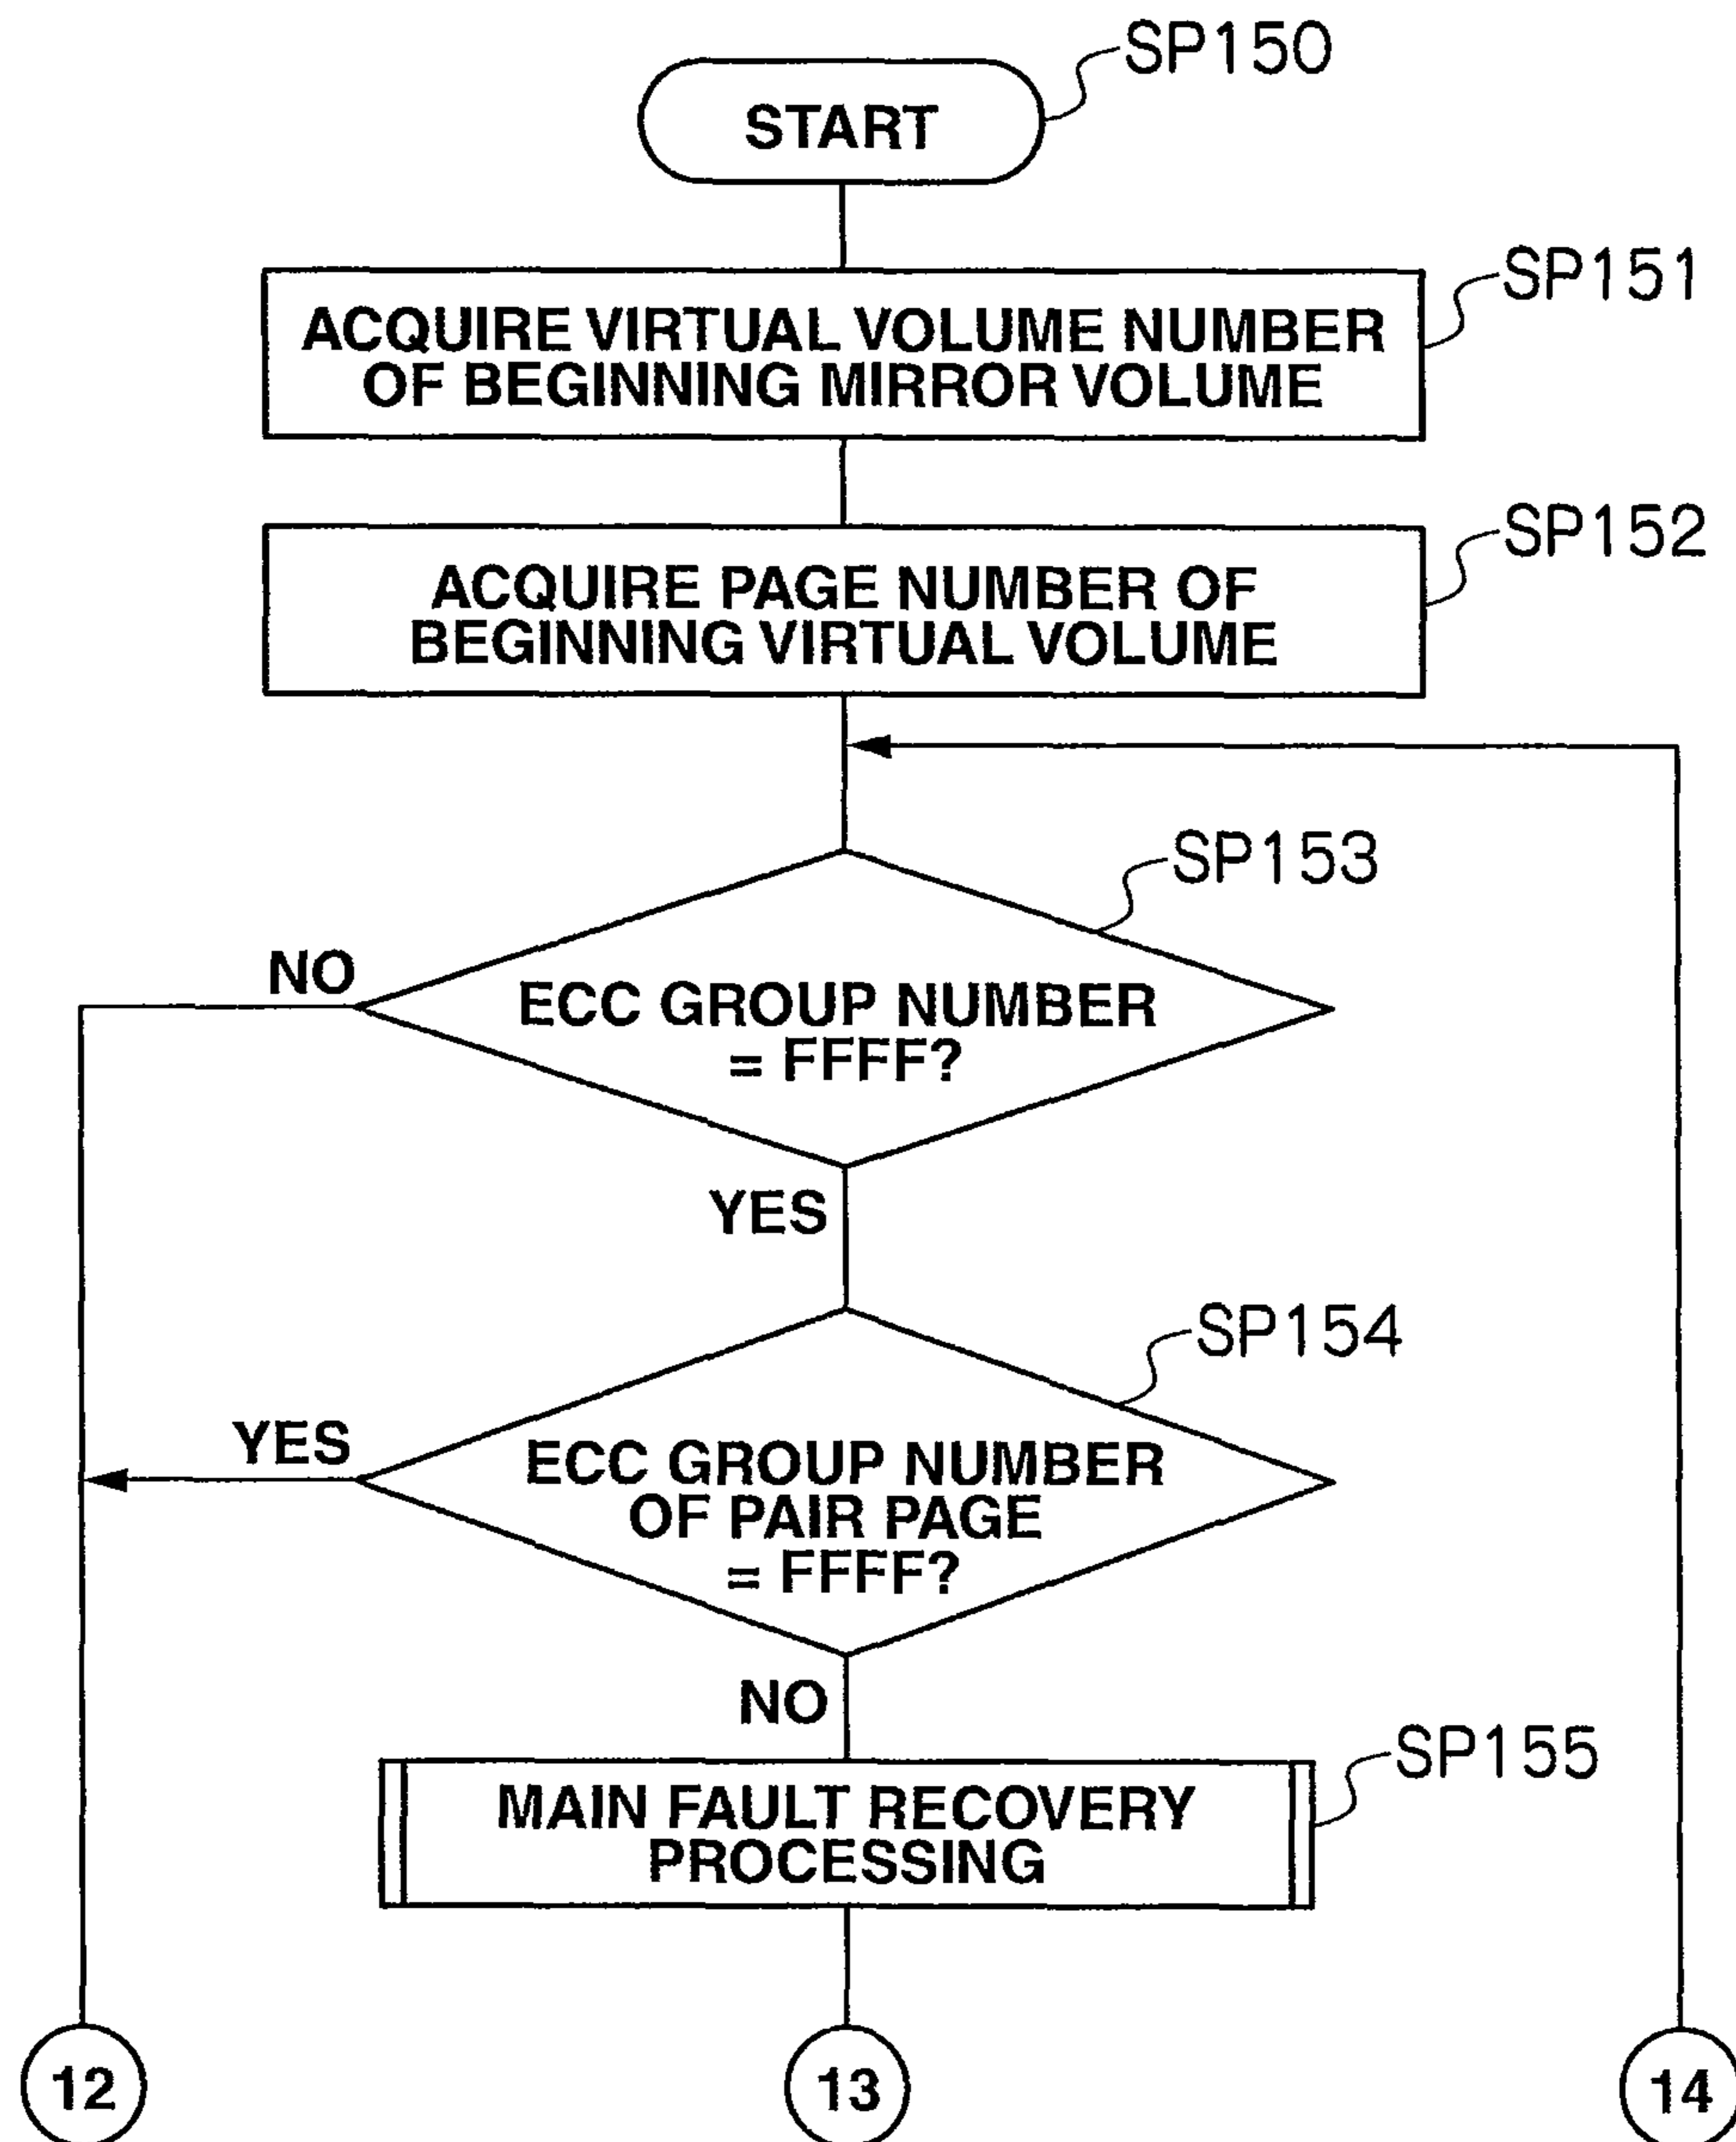 SP150
START
SP151
ACQUIRE VIRTUAL VOLUME NUMBER
OF BEGINNING MIRROR VOLUME
SP152
ACQUIRE PAGE NUMBER OF
BEGINNING VIRTUAL VOLUME
SP153
NO
ECC GROUP NUMBER
= FFFF?
YES
SP154
YES
ECC GROUP NUMBER
OF PAIR PAGE
= FFFF?
NO
SP155
MAIN FAULT RECOVERY
PROCESSING
12
13
14